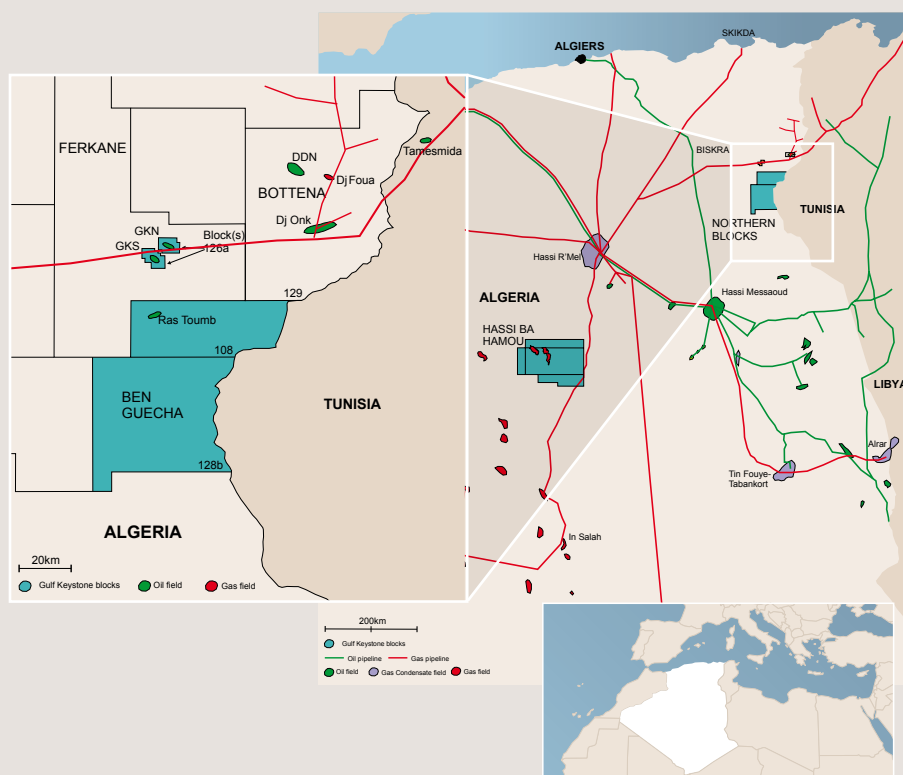 FERKANE
DDN
BOTTENA
Dj Foua
Tamesmida
Dj Onk
GKN
GKS
Block(s)
126a
129
Ras Toumb
108
BEN
GUECHA
128b
TUNISIA
ALGERIA
20km
Gulf Keystone blocks
Oil field
Gas field
ALGIERS
SKIKDA
BISKRA
NORTHERN
BLOCKS
TUNISIA
Hassi R'Mel
ALGERIA
Hassi Messaoud
HASSI BA
HAMOU
LIBYA
Alrar
Tin Fouye-
Tabankort
In Salah
200km
Gulf Keystone blocks
Oil pipeline
Gas pipeline
Oil field
Gas Condensate field
Gas field